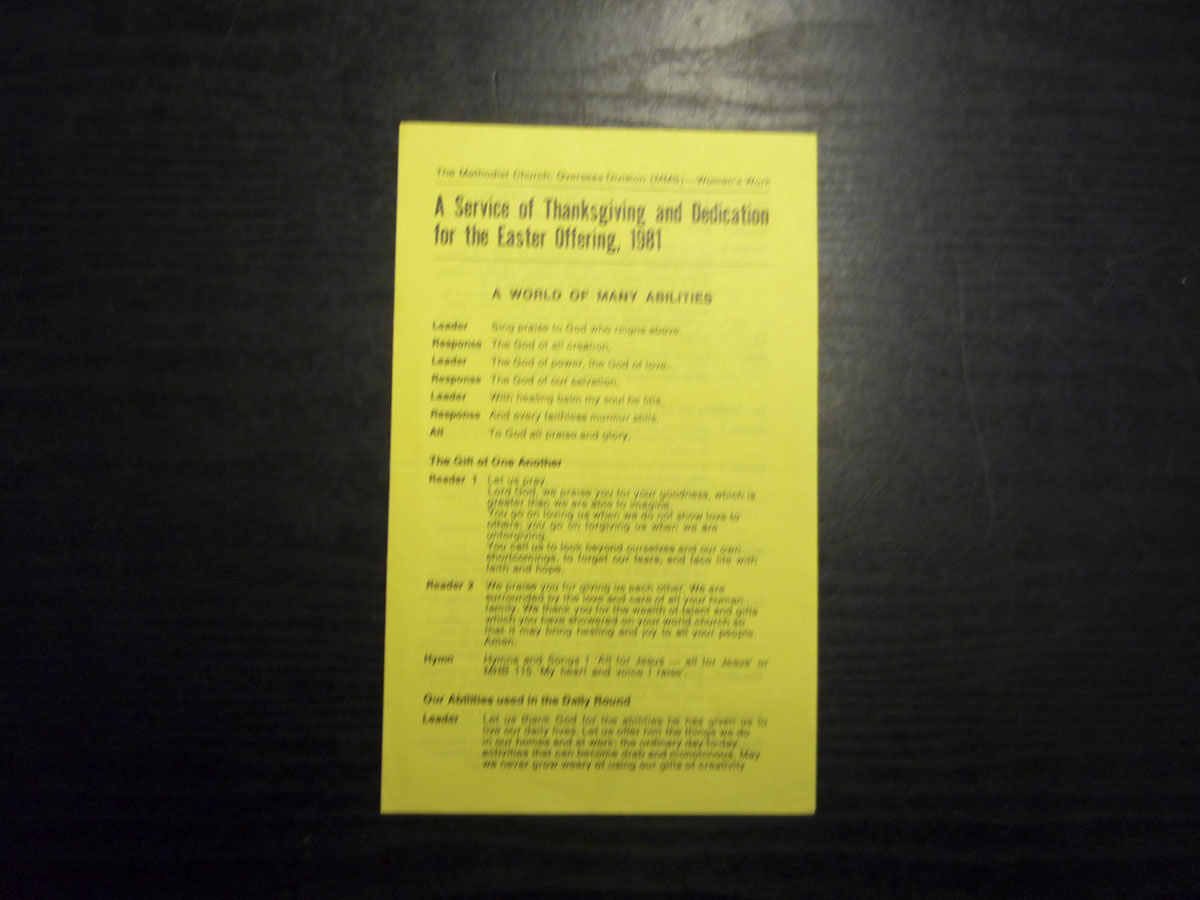 The Methodist Church, Overseas Division (MMS)—Women's Work
A Service of Thanksgiving and Dedication
for the Easter Offering, 1981
A WORLD OF MANY ABILITIES
Leader Sing praise to God who reigns above,
Response The God of all creation,
Leader The God of power, the God of love,
Response The God of our salvation,
Leader With healing balm my soul he fills,
Response And every faithless murmur stills.
All To God all praise and glory.
The Gift of One Another
Reader 1 Let us pray.
Lord God, we praise you for your goodness, which is
greater than we are able to imagine.
You go on loving us when we do not show love to
others; you go on forgiving us when we are
unforgiving.
You call us to look beyond ourselves and our own
shortcomings, to forget our fears, and face life with
faith and hope.
Reader 2 We praise you for giving us each other. We are
surrounded by the love and care of all your human
family. We thank you for the wealth of talent and gifts
which you have showered on your world church so
that it may bring healing and joy to all your people.
Amen.
Hymn Hymns and Songs 1 'All for Jesus — all for Jesus' or
MHB 115 'My heart and voice I raise'.
Our Abilities used in the Daily Round
Leader Let us thank God for the abilities he has given us to
live our daily lives. Let us offer him the things we do
in our homes and at work; the ordinary day-to-day
activities that can become drab and monotonous. May
we never grow weary of using our gifts of creativity